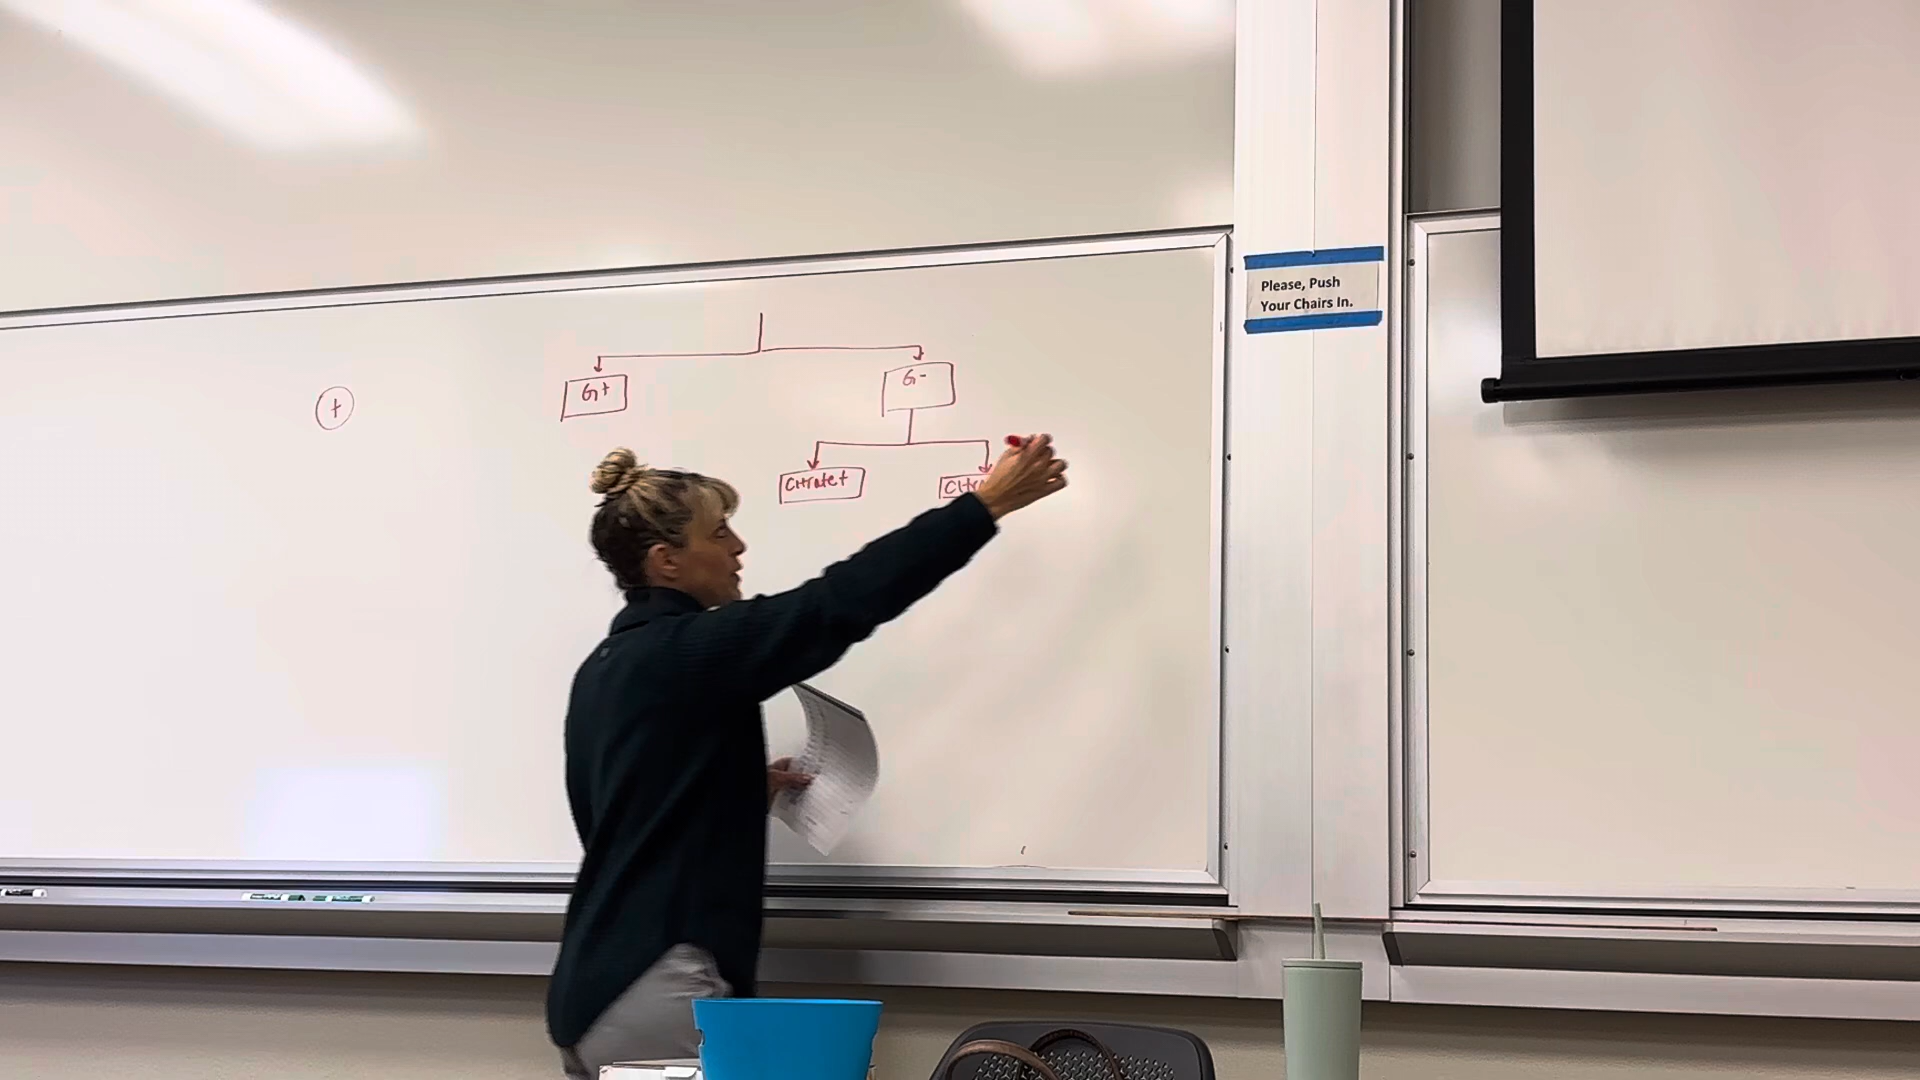 Please, Push
Your Chairs In.
G+
G-
+
Citrate+